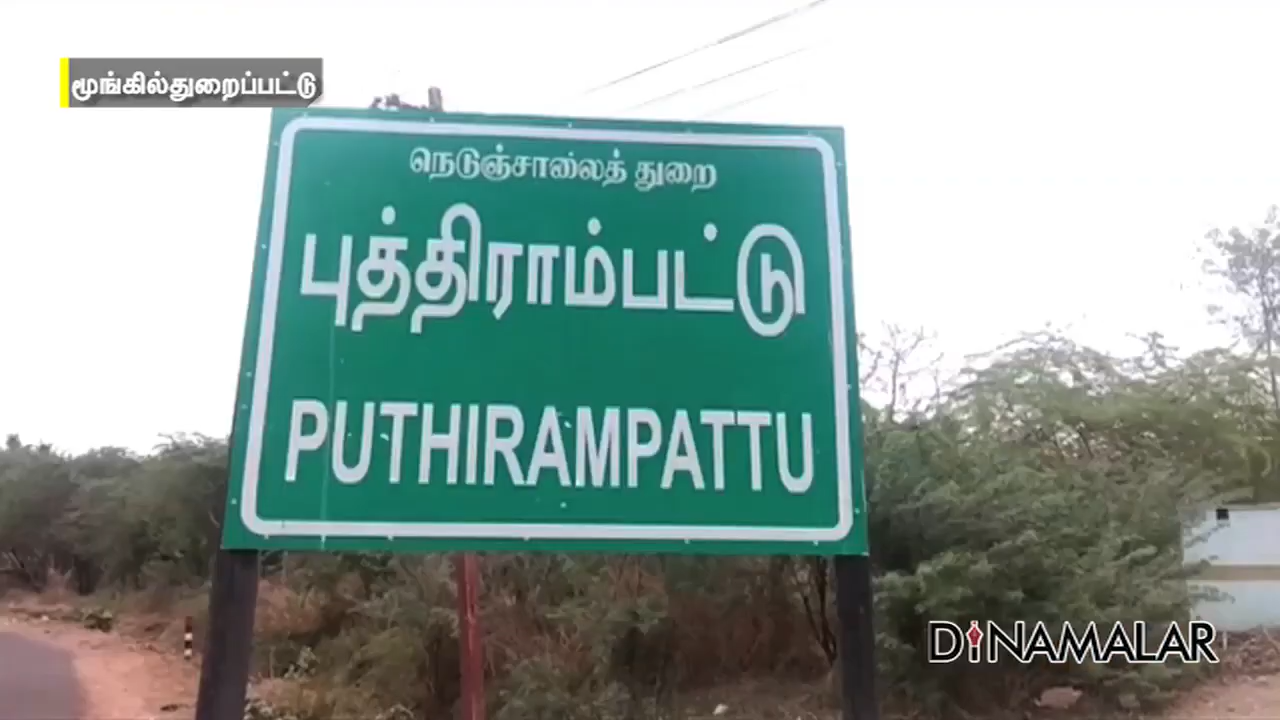 மூங்கில்துறைப்பட்டு
நெடுஞ்சாலைத் துறை
புத்திராம்பட்டு
PUTHIRAMPATTU
DINAMALAR